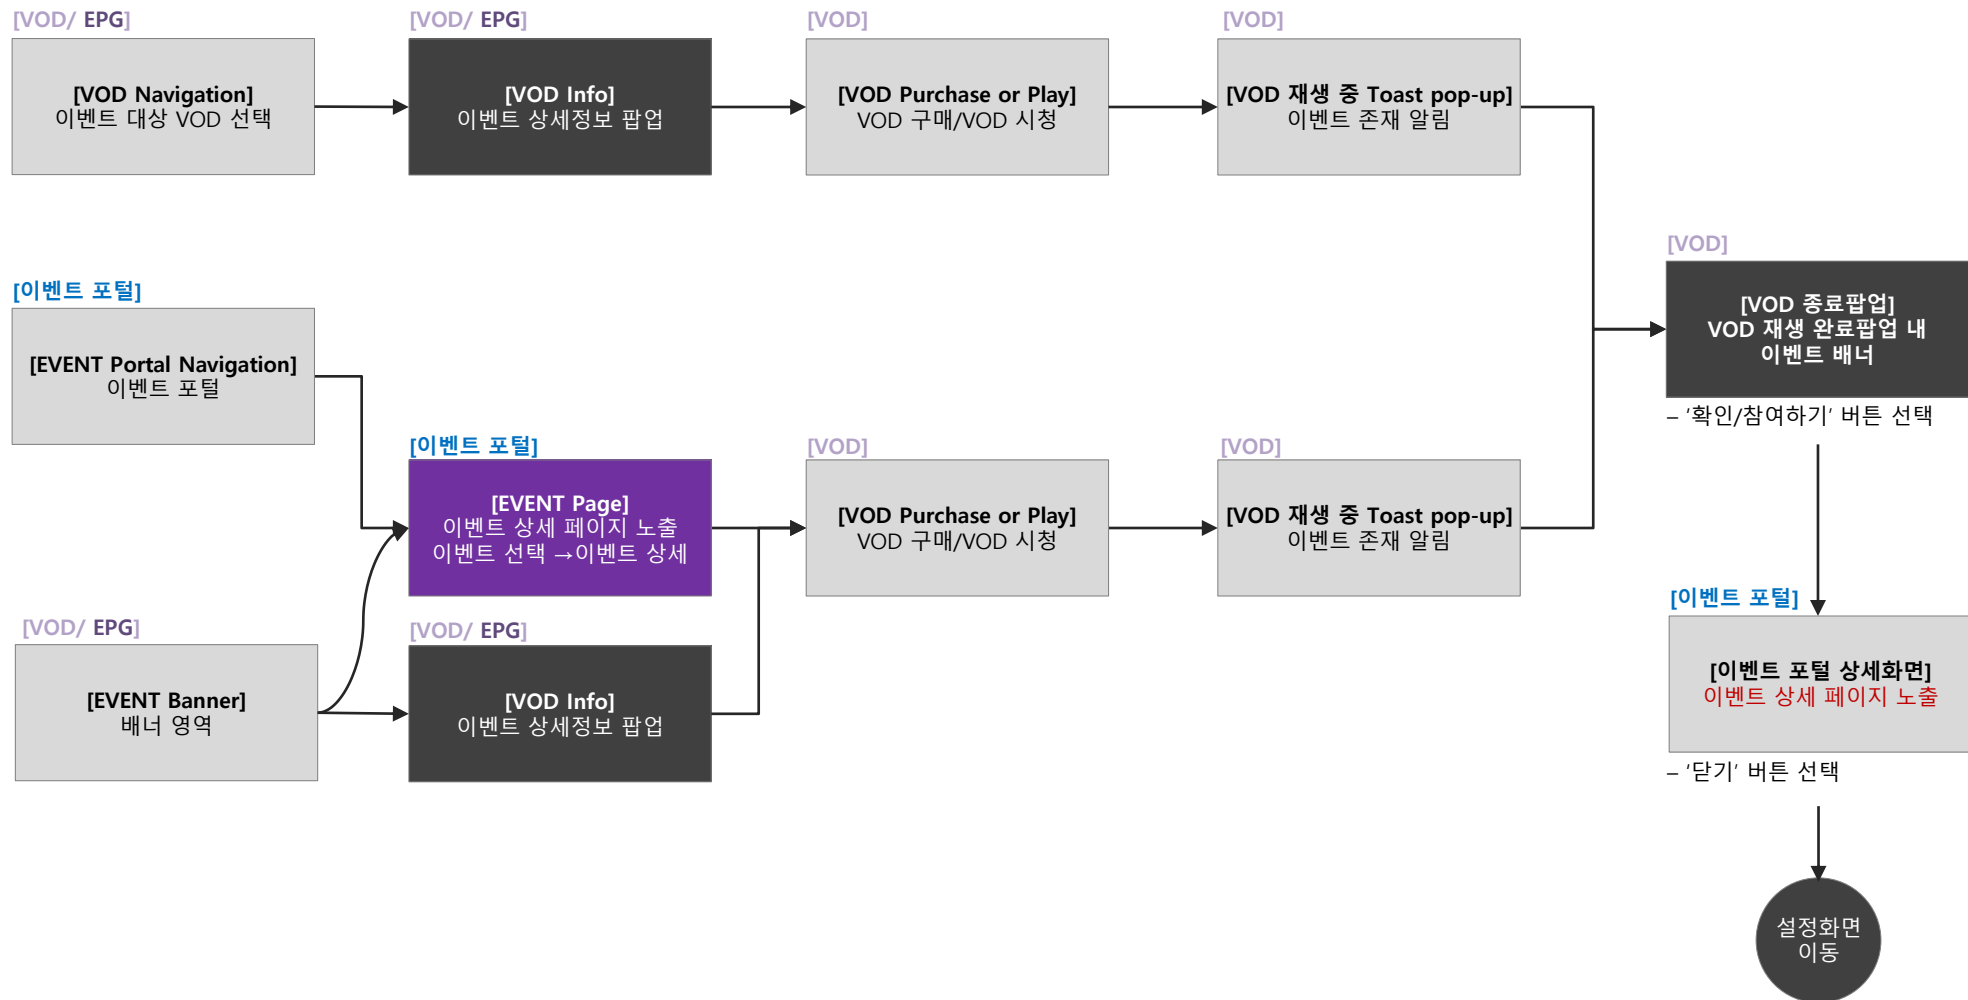 [VOD/ EPG]
[VOD Navigation]
이벤트 대상 VOD 선택
[VOD/ EPG]
[VOD Info]
이벤트 상세정보 팝업
[VOD]
[VOD Purchase or Play]
VOD 구매/VOD 시청
[VOD]
[VOD 재생 중 Toast pop-up]
이벤트 존재 알림
[VOD]
[VOD 종료팝업]
VOD 재생 완료팝업 내
이벤트 배너
– ‘확인/참여하기’ 버튼 선택
[이벤트 포털]
[EVENT Portal Navigation]
이벤트 포털
[이벤트 포털]
[EVENT Page]
이벤트 상세 페이지 노출
이벤트 선택 →이벤트 상세
[VOD]
[VOD Purchase or Play]
VOD 구매/VOD 시청
[VOD]
[VOD 재생 중 Toast pop-up]
이벤트 존재 알림
[VOD/ EPG]
[EVENT Banner]
배너 영역
[VOD/ EPG]
[VOD Info]
이벤트 상세정보 팝업
[이벤트 포털]
[이벤트 포털 상세화면]
이벤트 상세 페이지 노출
– ‘닫기’ 버튼 선택
설정화면
이동